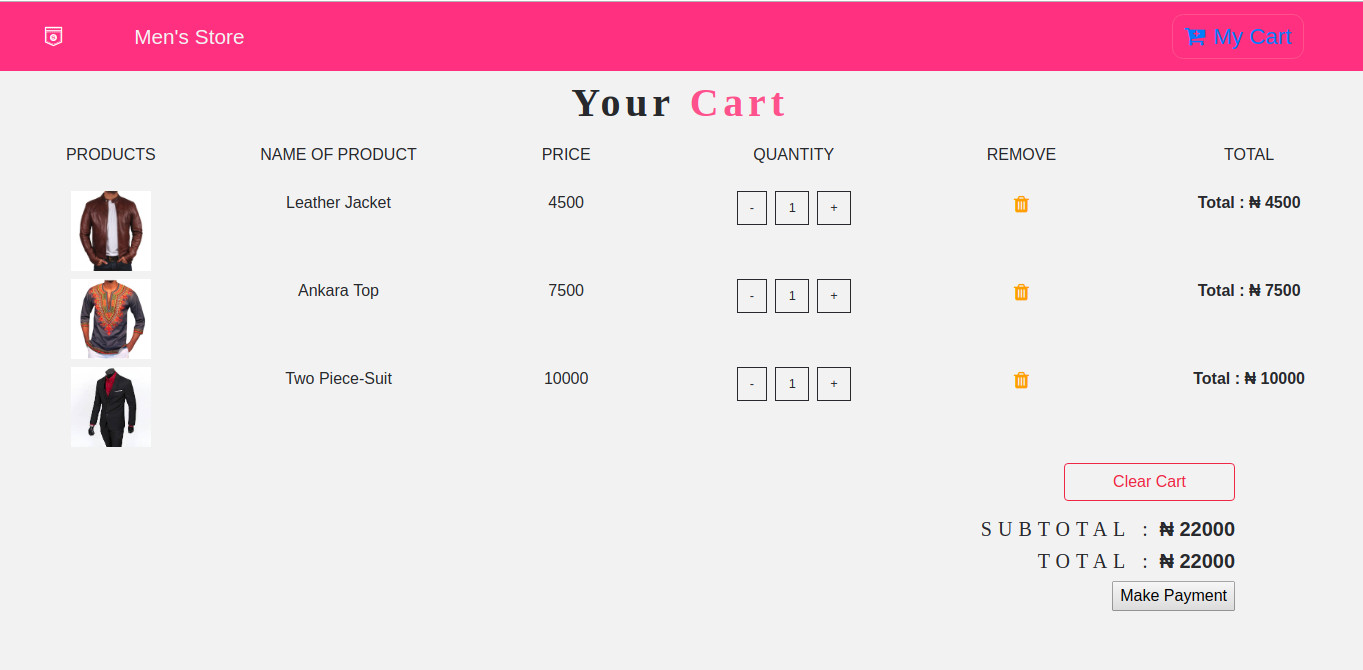 Men's Store My Cart
Your Cart
PRODUCTS NAME OF PRODUCT PRICE QUANTITY REMOVE TOTAL
Leather Jacket 4500 - 1 + Total : ₦ 4500
Ankara Top 7500 - 1 + Total : ₦ 7500
Two Piece-Suit 10000 - 1 + Total : ₦ 10000
Clear Cart
SUBTOTAL : ₦ 22000
TOTAL : ₦ 22000
Make Payment